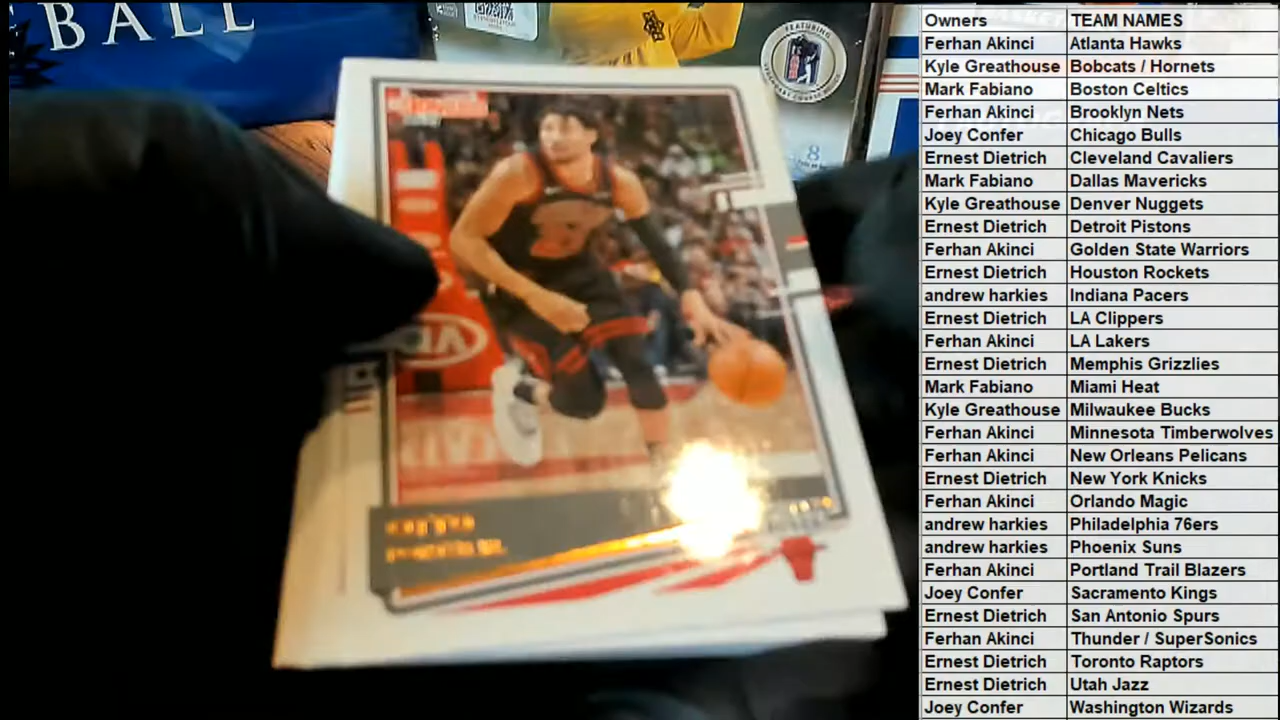 BALL
FEATURING
8
KIA
Owners TEAM NAMES
Ferhan Akinci Atlanta Hawks
Kyle Greathouse Bobcats / Hornets
Mark Fabiano Boston Celtics
Ferhan Akinci Brooklyn Nets
Joey Confer Chicago Bulls
Ernest Dietrich Cleveland Cavaliers
Mark Fabiano Dallas Mavericks
Kyle Greathouse Denver Nuggets
Ernest Dietrich Detroit Pistons
Ferhan Akinci Golden State Warriors
Ernest Dietrich Houston Rockets
andrew harkies Indiana Pacers
Ernest Dietrich LA Clippers
Ferhan Akinci LA Lakers
Ernest Dietrich Memphis Grizzlies
Mark Fabiano Miami Heat
Kyle Greathouse Milwaukee Bucks
Ferhan Akinci Minnesota Timberwolves
Ferhan Akinci New Orleans Pelicans
Ernest Dietrich New York Knicks
Ferhan Akinci Orlando Magic
andrew harkies Philadelphia 76ers
andrew harkies Phoenix Suns
Ferhan Akinci Portland Trail Blazers
Joey Confer Sacramento Kings
Ernest Dietrich San Antonio Spurs
Ferhan Akinci Thunder / SuperSonics
Ernest Dietrich Toronto Raptors
Ernest Dietrich Utah Jazz
Joey Confer Washington Wizards